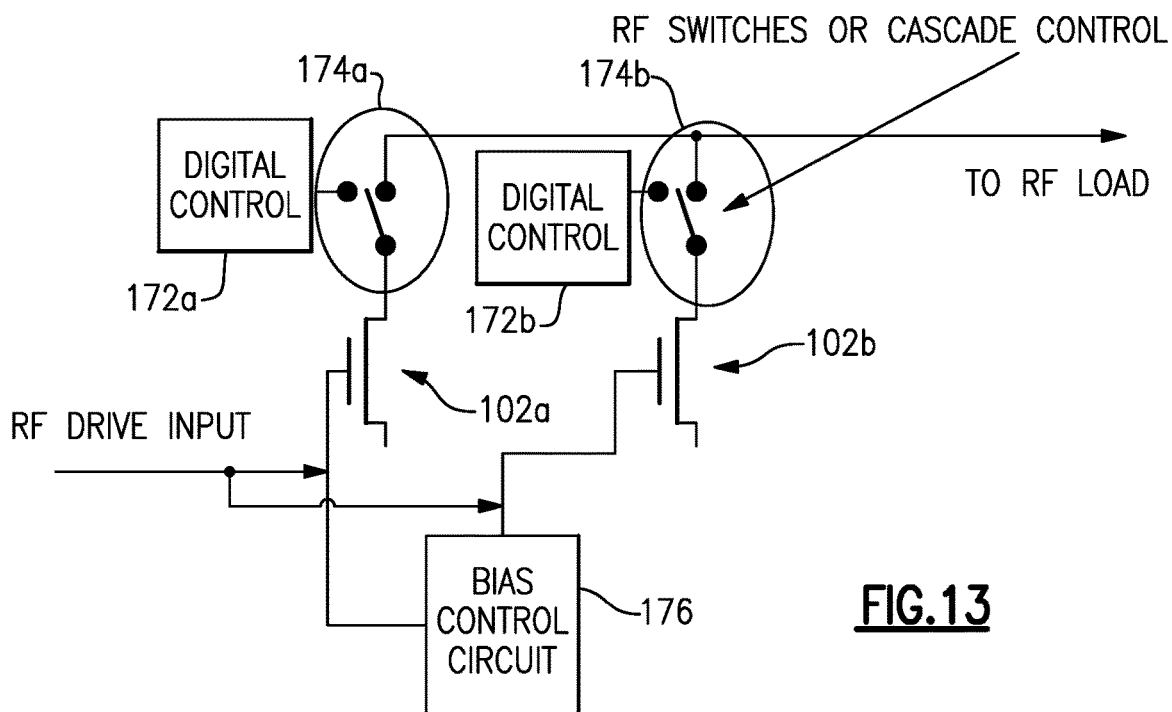 RF SWITCHES OR CASCADE CONTROL
174a
174b
DIGITAL
CONTROL
DIGITAL
CONTROL
TO RF LOAD
172a
172b
102b
102a
RF DRIVE INPUT
BIAS
CONTROL
CIRCUIT
176
FIG.13